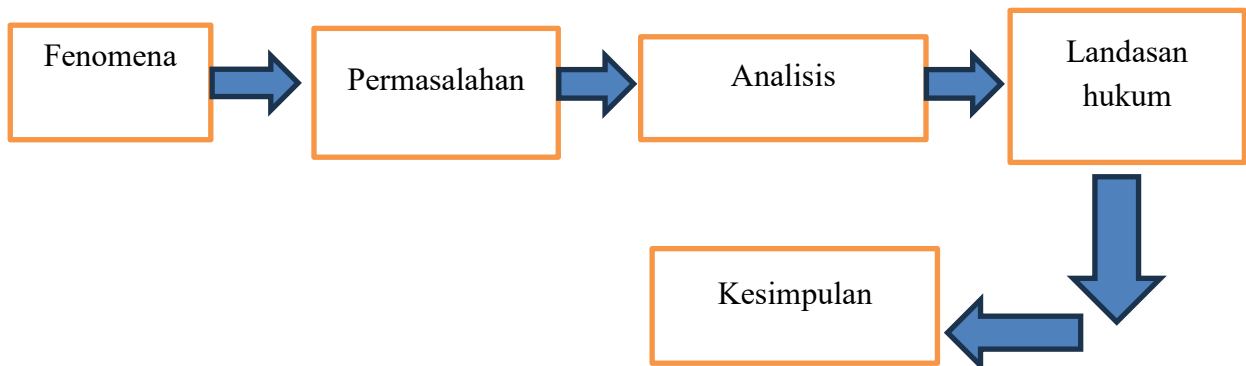 Fenomena
Permasalahan
Analisis
Landasan
hukum
Kesimpulan